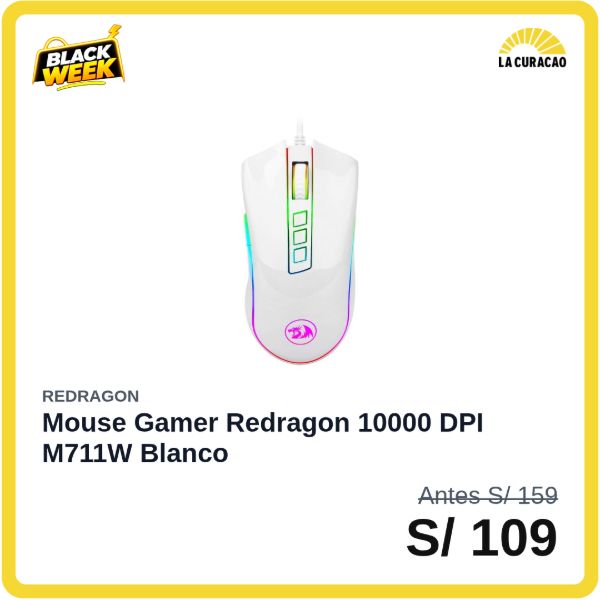 BLACK
WEEK
LA CURACAO
REDRAGON
Mouse Gamer Redragon 10000 DPI
M711W Blanco
Antes S/ 159
S/ 109